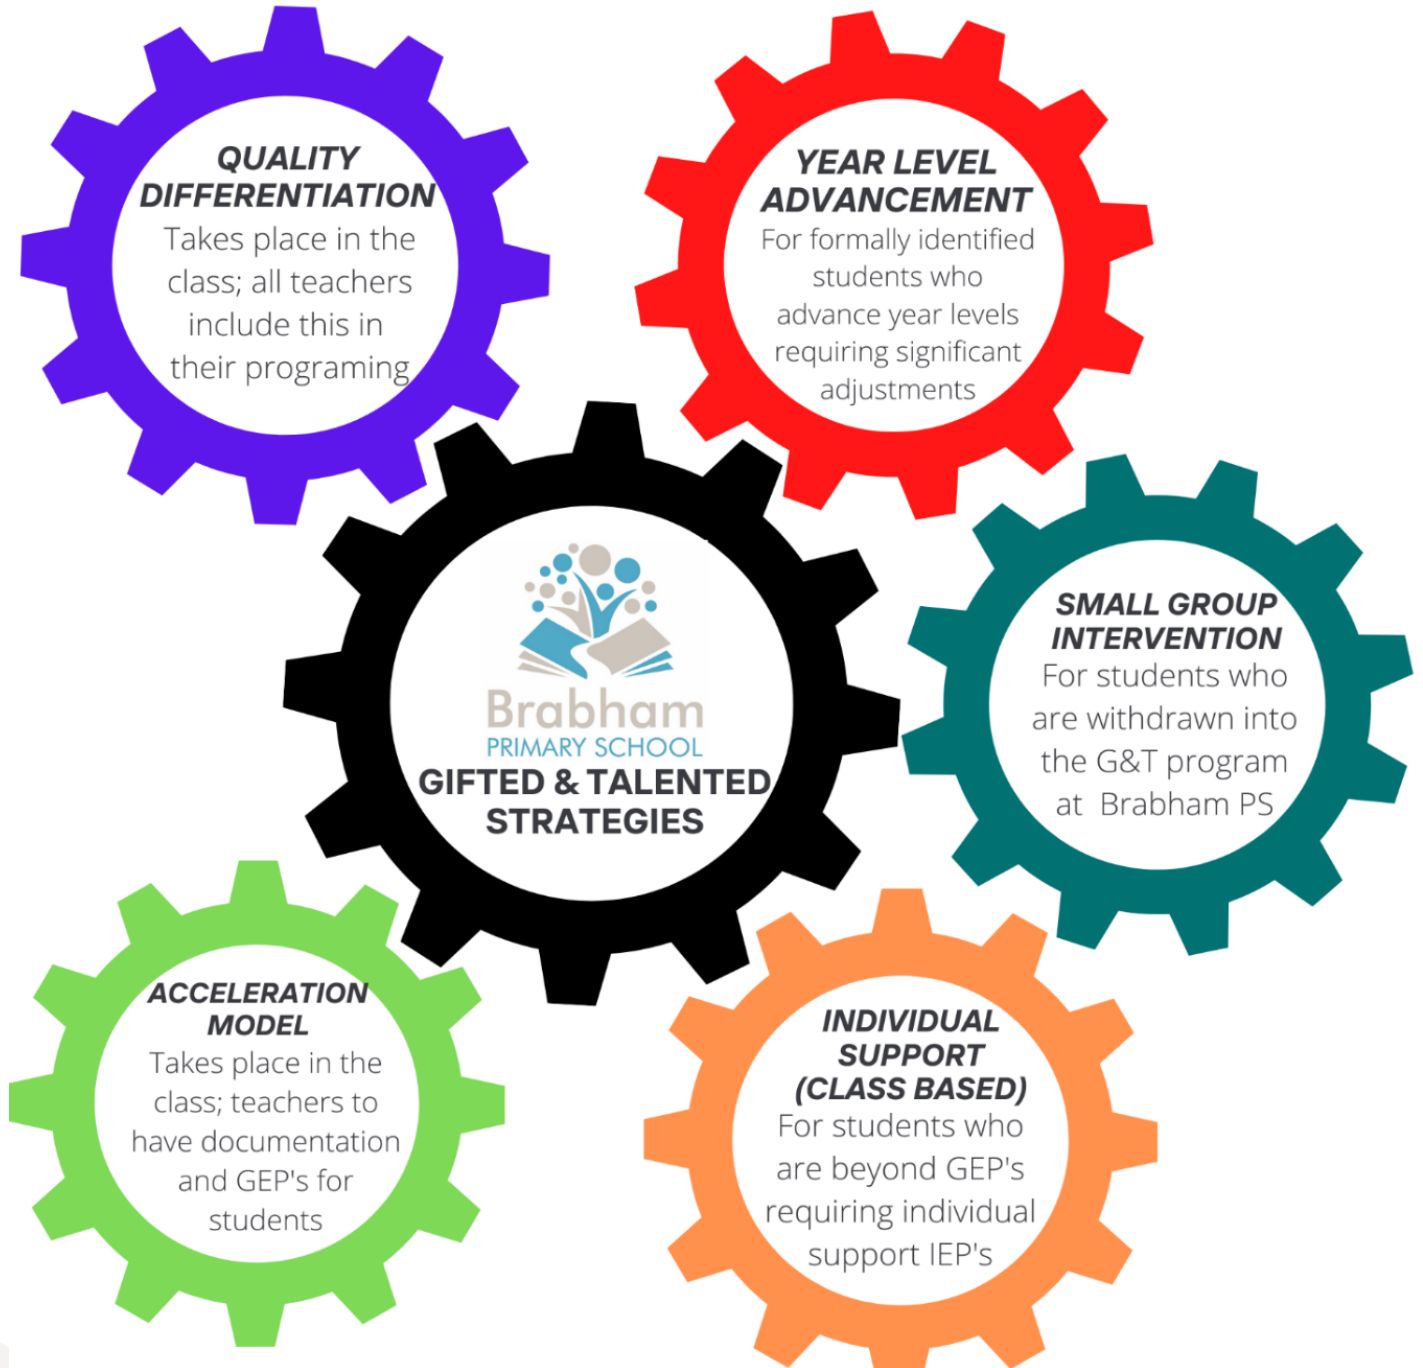 QUALITY
DIFFERENTIATION
Takes place in the
class; all teachers
include this in
their programing
YEAR LEVEL
ADVANCEMENT
For formally identified
students who
advance year levels
requiring significant
adjustments
Brabham
PRIMARY SCHOOL
GIFTED & TALENTED
STRATEGIES
SMALL GROUP
INTERVENTION
For students who
are withdrawn into
the G&T program
at Brabham PS
ACCELERATION
MODEL
Takes place in the
class; teachers to
have documentation
and GEP's for
students
INDIVIDUAL
SUPPORT
(CLASS BASED)
For students who
are beyond GEP's
requiring individual
support IEP's